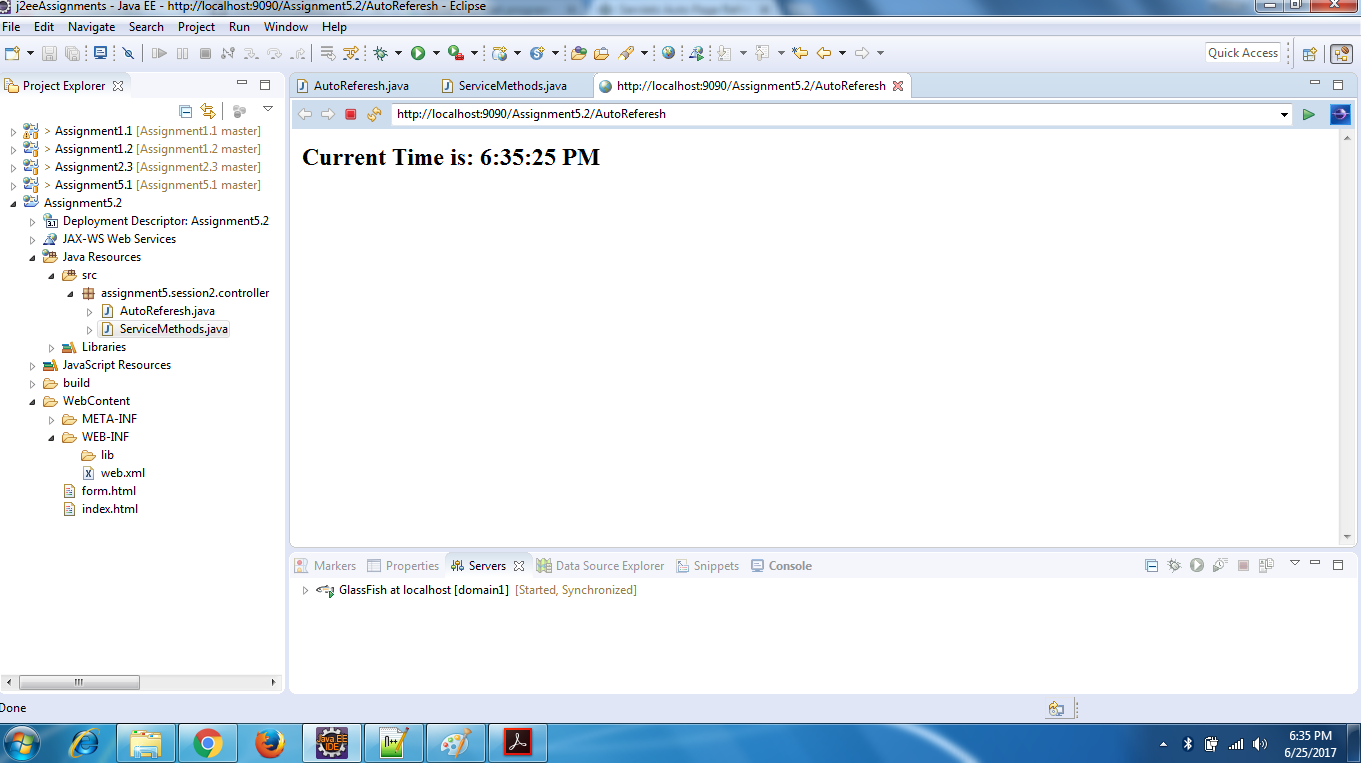 j2eeAssignments - Java EE - http://localhost:9090/Assignment5.2/AutoReferesh - Eclipse
File Edit Navigate Search Project Run Window Help
Quick Access
Project Explorer
AutoReferesh.java ServiceMethods.java http://localhost:9090/Assignment5.2/AutoReferesh
http://localhost:9090/Assignment5.2/AutoReferesh
Current Time is: 6:35:25 PM
> Assignment1.1 [Assignment1.1 master]
> Assignment1.2 [Assignment1.2 master]
> Assignment2.3 [Assignment2.3 master]
> Assignment5.1 [Assignment5.1 master]
Assignment5.2
3.1 Deployment Descriptor: Assignment5.2
JAX-WS Web Services
Java Resources
src
assignment5.session2.controller
AutoReferesh.java
ServiceMethods.java
Libraries
JavaScript Resources
build
WebContent
META-INF
WEB-INF
lib
web.xml
form.html
index.html
Markers Properties Servers Data Source Explorer Snippets Console
GlassFish at localhost [domain1] [Started, Synchronized]
Done
Java EE IDE
6:35 PM
6/25/2017